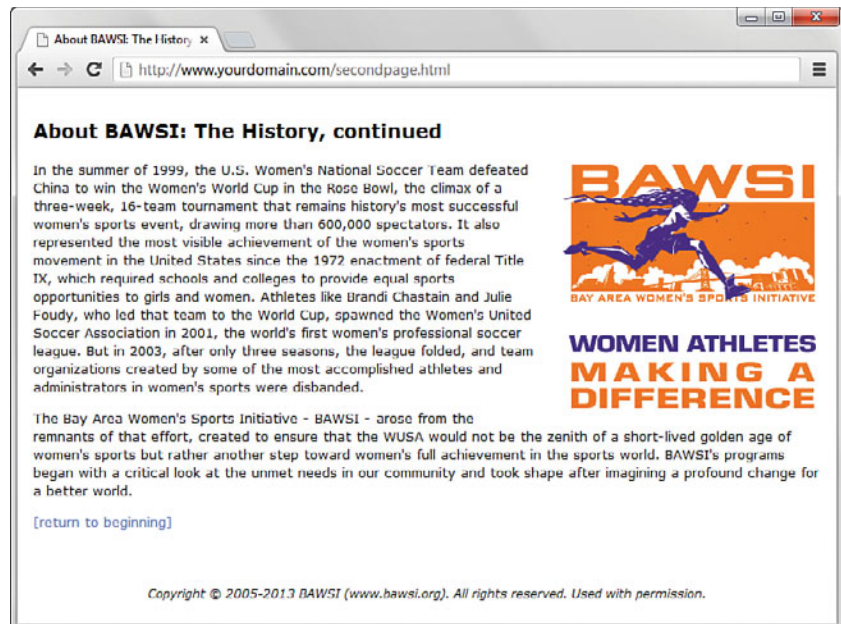 About BAWSI: The History
http://www.yourdomain.com/secondpage.html
About BAWSI: The History, continued
In the summer of 1999, the U.S. Women's National Soccer Team defeated
China to win the Women's World Cup in the Rose Bowl, the climax of a
three-week, 16-team tournament that remains history's most successful
women's sports event, drawing more than 600,000 spectators. It also
represented the most visible achievement of the women's sports
movement in the United States since the 1972 enactment of federal Title
IX, which required schools and colleges to provide equal sports
opportunities to girls and women. Athletes like Brandi Chastain and Julie
Foudy, who led that team to the World Cup, spawned the Women's United
Soccer Association in 2001, the world's first women's professional soccer
league. But in 2003, after only three seasons, the league folded, and team
organizations created by some of the most accomplished athletes and
administrators in women's sports were disbanded.
BAWSI
BAY AREA WOMEN'S SPORTS INITIATIVE
WOMEN ATHLETES
MAKING A
DIFFERENCE
The Bay Area Women's Sports Initiative - BAWSI - arose from the
remnants of that effort, created to ensure that the WUSA would not be the zenith of a short-lived golden age of
women's sports but rather another step toward women's full achievement in the sports world. BAWSI's programs
began with a critical look at the unmet needs in our community and took shape after imagining a profound change for
a better world.
[return to beginning]
Copyright © 2005-2013 BAWSI (www.bawsi.org). All rights reserved. Used with permission.